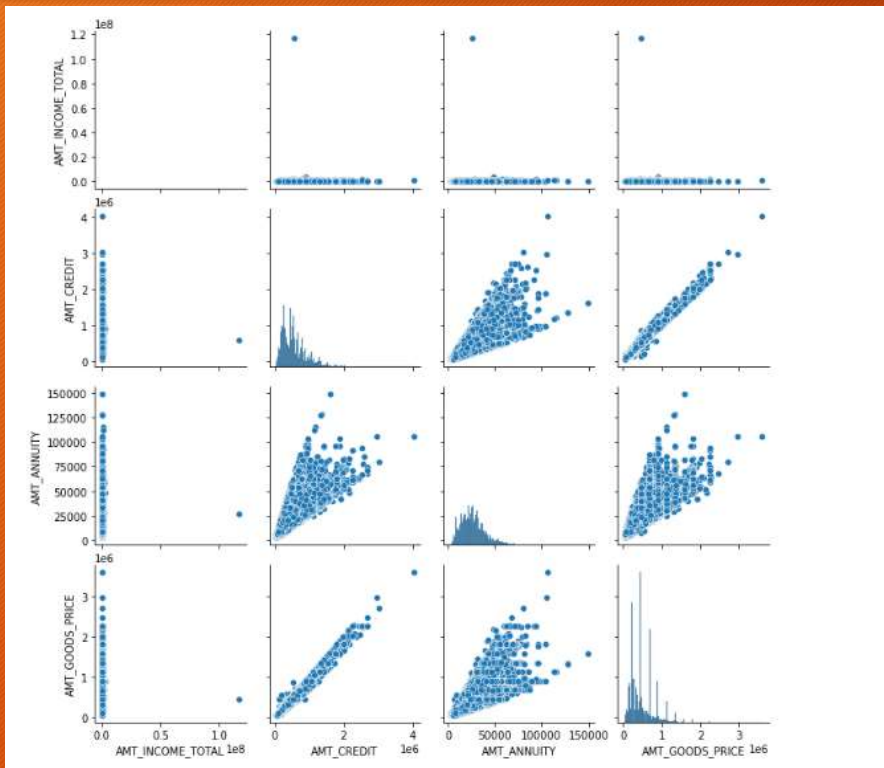 1e8
1.2
1.0
0.8
0.6
0.4
0.2
0.0
AMT_INCOME_TOTAL
1e6
4
3
2
1
0
AMT_CREDIT
150000
125000
100000
75000
50000
25000
0
AMT_ANNUITY
1e6
3
2
1
0
AMT_GOODS_PRICE
0.0 0.5 1.0
AMT_INCOME_TOTAL 1e8
0 2 4
AMT_CREDIT 1e6
0 50000 100000 150000
AMT_ANNUITY
0 1 2 3
AMT_GOODS_PRICE 1e6